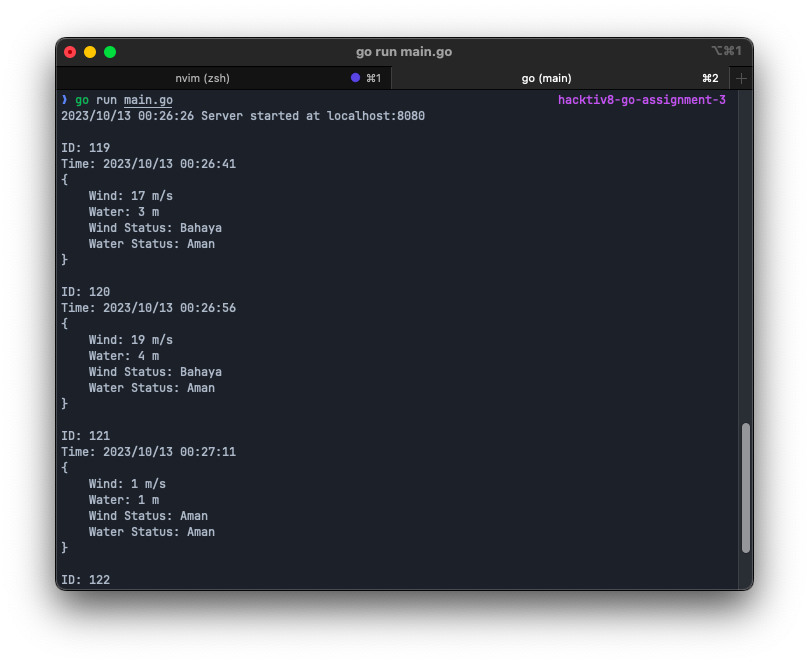 go run main.go
⌥⌘1
nvim (zsh) ⌘1
go (main) ⌘2
❱ go run main.go hacktiv8-go-assignment-3
2023/10/13 00:26:26 Server started at localhost:8080
ID: 119
Time: 2023/10/13 00:26:41
{
Wind: 17 m/s
Water: 3 m
Wind Status: Bahaya
Water Status: Aman
}
ID: 120
Time: 2023/10/13 00:26:56
{
Wind: 19 m/s
Water: 4 m
Wind Status: Bahaya
Water Status: Aman
}
ID: 121
Time: 2023/10/13 00:27:11
{
Wind: 1 m/s
Water: 1 m
Wind Status: Aman
Water Status: Aman
}
ID: 122